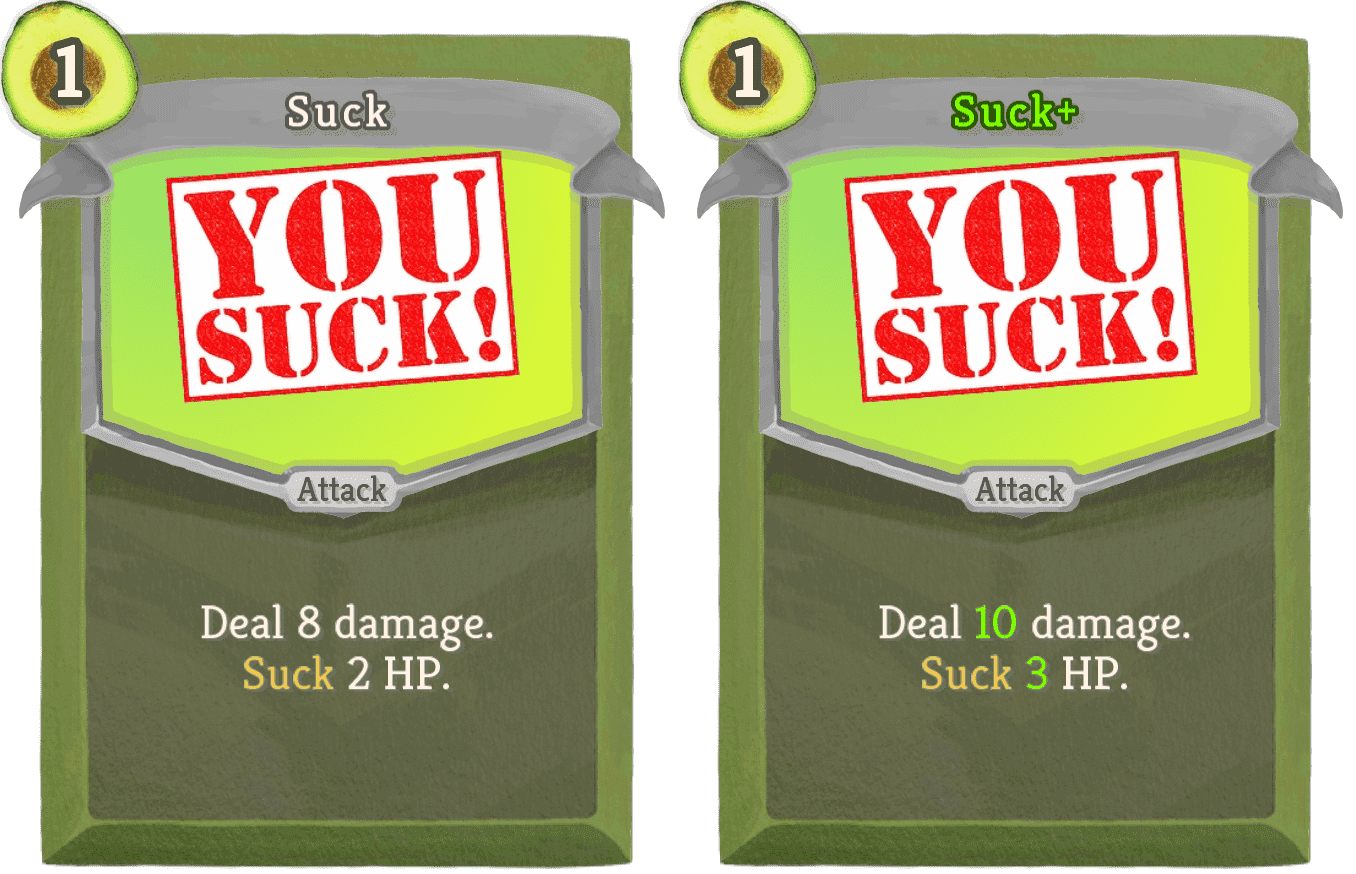 1
Suck
YOU
SUCK!
Attack
Deal 8 damage.
Suck 2 HP.
1
Suck+
YOU
SUCK!
Attack
Deal 10 damage.
Suck 3 HP.